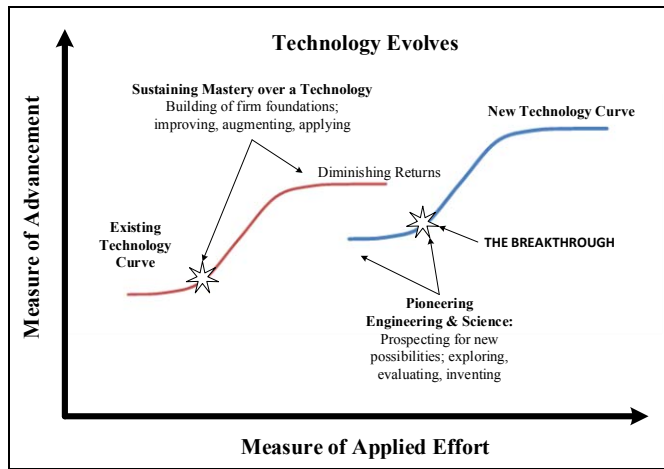 Technology Evolves
Sustaining Mastery over a Technology
Building of firm foundations;
improving, augmenting, applying
New Technology Curve
Diminishing Returns
Existing
Technology
Curve
THE BREAKTHROUGH
Pioneering
Engineering & Science:
Prospecting for new
possibilities; exploring,
evaluating, inventing
Measure of Advancement
Measure of Applied Effort